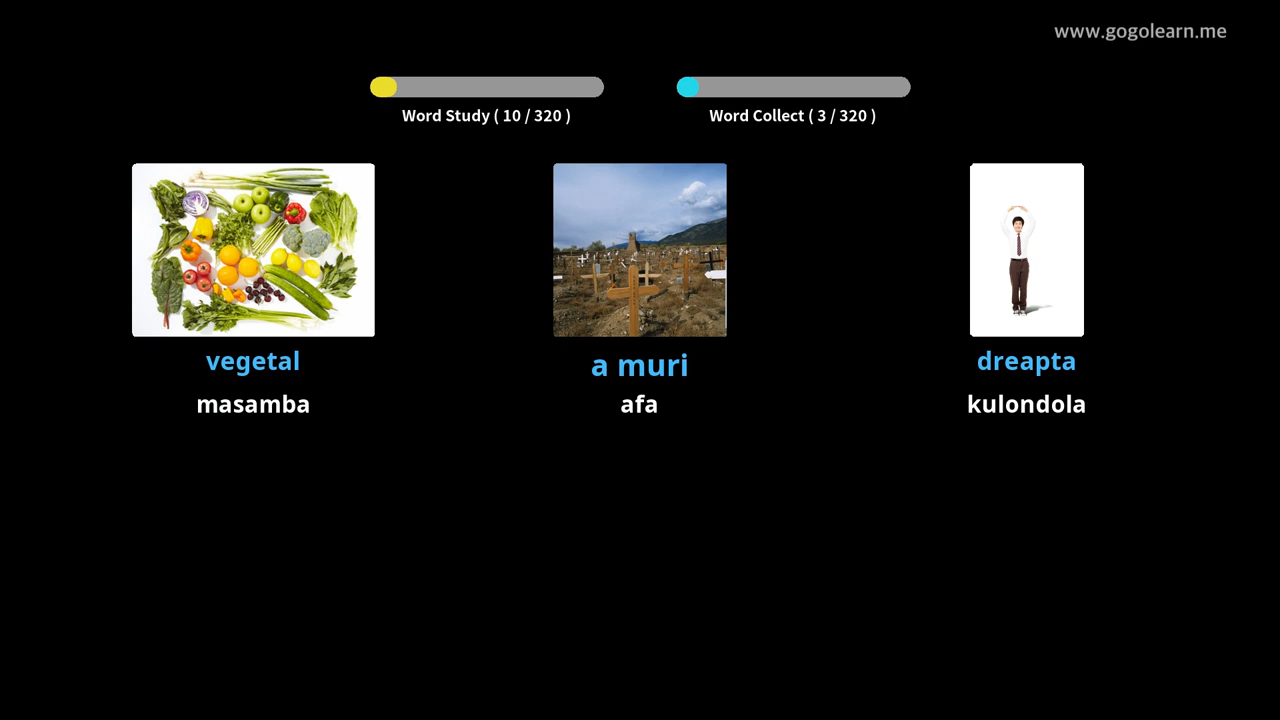 www.gogolearn.me
Word Study ( 10 / 320 )
Word Collect ( 3 / 320 )
vegetal
a muri
dreapta
masamba
afa
kulondola